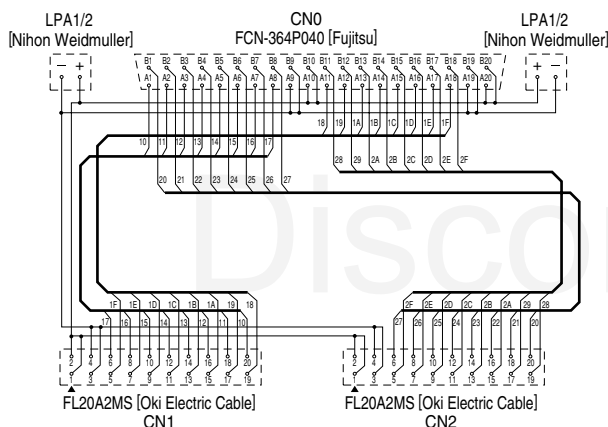 LPA1/2
[Nihon Weidmuller]
CN0
FCN-364P040 [Fujitsu]
LPA1/2
[Nihon Weidmuller]
B1 B2 B3 B4 B5 B6 B7 B8 B9 B10 B11 B12 B13 B14 B15 B16 B17 B18 B19 B20
− +
+ −
A1 A2 A3 A4 A5 A6 A7 A8 A9 A10 A11 A12 A13 A14 A15 A16 A17 A18 A19 A20
18 19 1A 1B 1C 1D 1E 1F
10 11 12 13 14 15 16 17
28 29 2A 2B 2C 2D 2E 2F
20 21 22 23 24 25 26 27
Discon
1F 1E 1D 1C 1B 1A 19 18
2F 2E 2D 2C 2B 2A 29 28
17 16 15 14 13 12 11 10
27 26 25 24 23 22 21 20
2 4 6 8 10 12 14 16 18 20
2 4 6 8 10 12 14 16 18 20
1 3 5 7 9 11 13 15 17 19
1 3 5 7 9 11 13 15 17 19
FL20A2MS [Oki Electric Cable]
CN1
FL20A2MS [Oki Electric Cable]
CN2